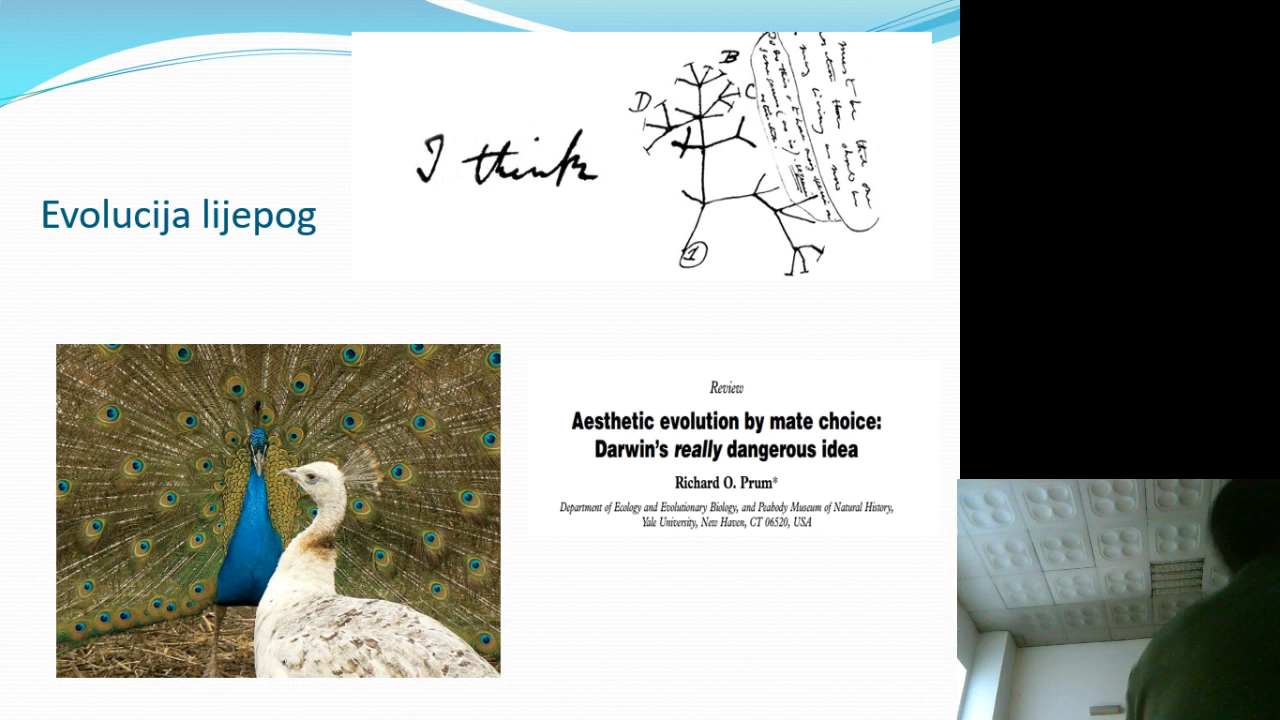 I think
B
C
D
1
Evolucija lijepog
Review
Aesthetic evolution by mate choice:
Darwin's really dangerous idea
Richard O. Prum*
Department of Ecology and Evolutionary Biology, and Peabody Museum of Natural History,
Yale University, New Haven, CT 06520, USA